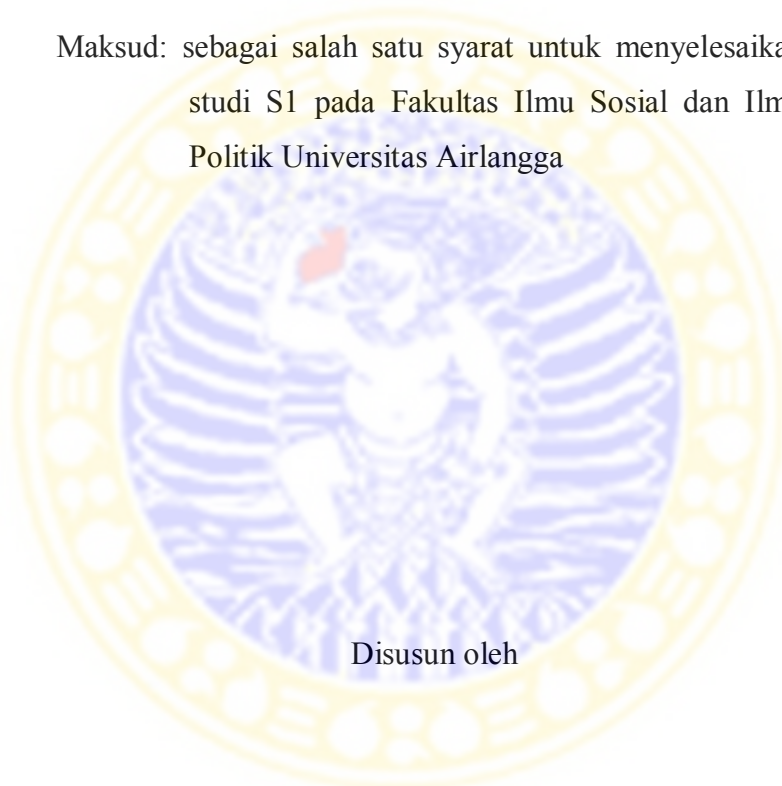 Maksud: sebagai salah satu syarat untuk menyelesaika
studi S1 pada Fakultas Ilmu Sosial dan Ilm
Politik Universitas Airlangga
Disusun oleh